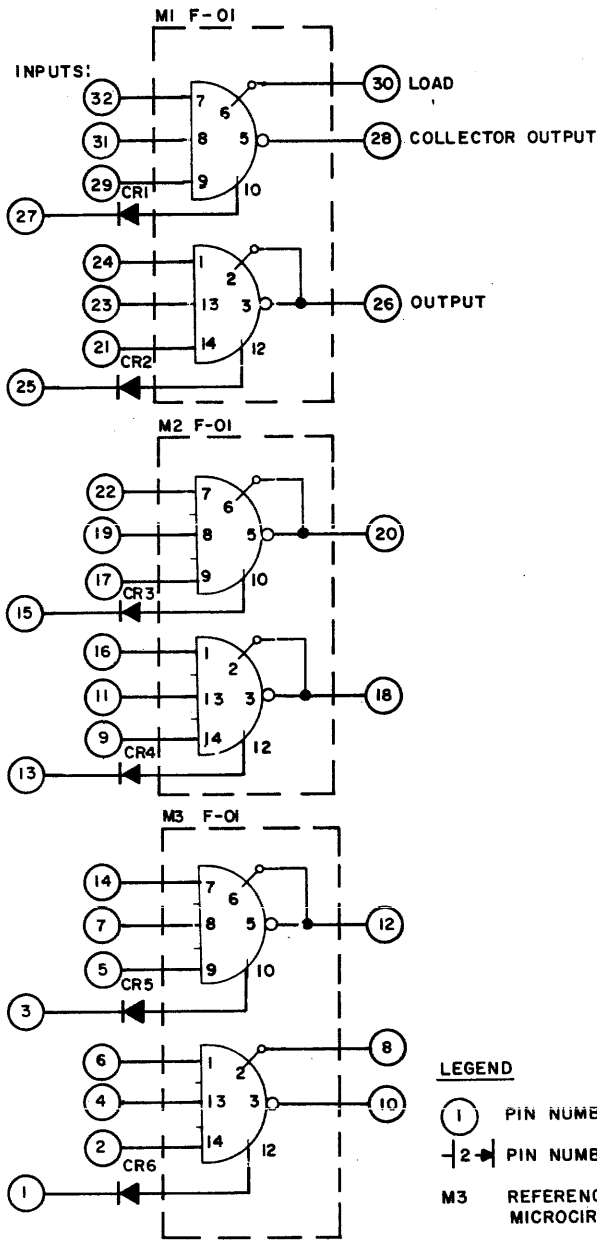 M1 F-01
INPUTS:
32 7 6 30 LOAD
31 8 5 28 COLLECTOR OUTPUT
29 9 10
CR1
27
24 1 2
23 13 3 26 OUTPUT
21 14 12
CR2
25
M2 F-01
22 7 6
19 8 5 20
17 9 10
CR3
15
16 1 2
11 13 3 18
9 14 12
CR4
13
M3 F-01
14 7 6
7 8 5 12
5 9 10
CR5
3
6 1 2 8
4 13 3 10
2 14 12
CR6
1
LEGEND
1 PIN NUMB
2 PIN NUMB
M3 REFERENC
MICROCIR